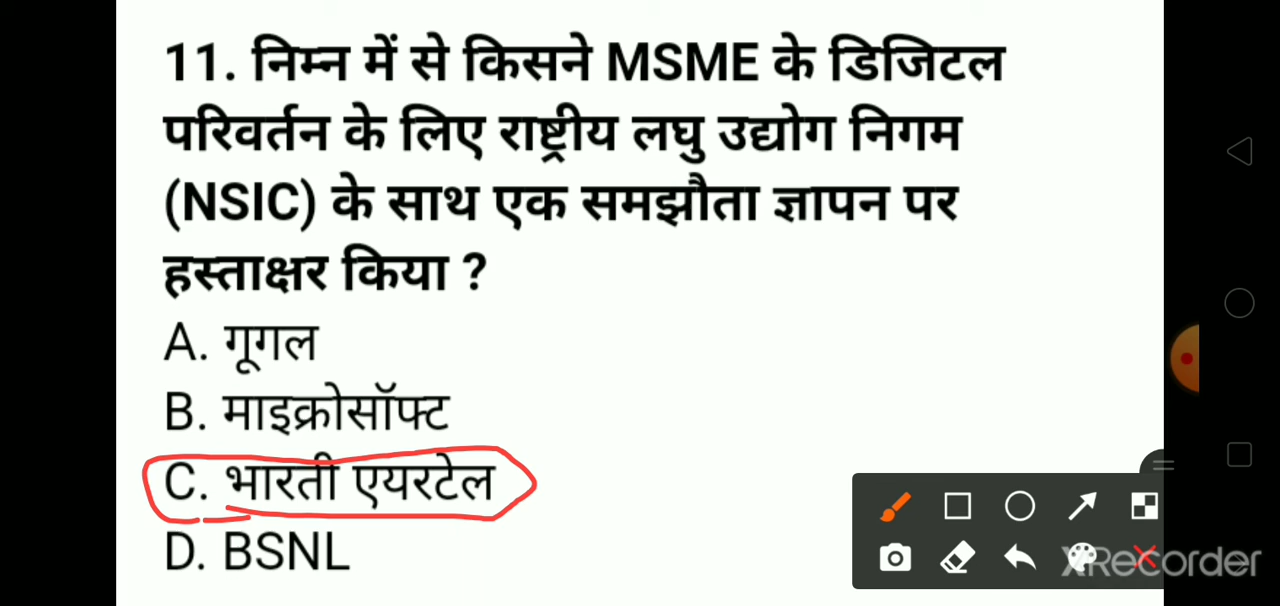 11. निम्न में से किसने MSME के डिजिटल
परिवर्तन के लिए राष्ट्रीय लघु उद्योग निगम
(NSIC) के साथ एक समझौता ज्ञापन पर
हस्ताक्षर किया ?
A. गूगल
B. माइक्रोसॉफ्ट
C. भारती एयरटेल
D. BSNL
XRecorder